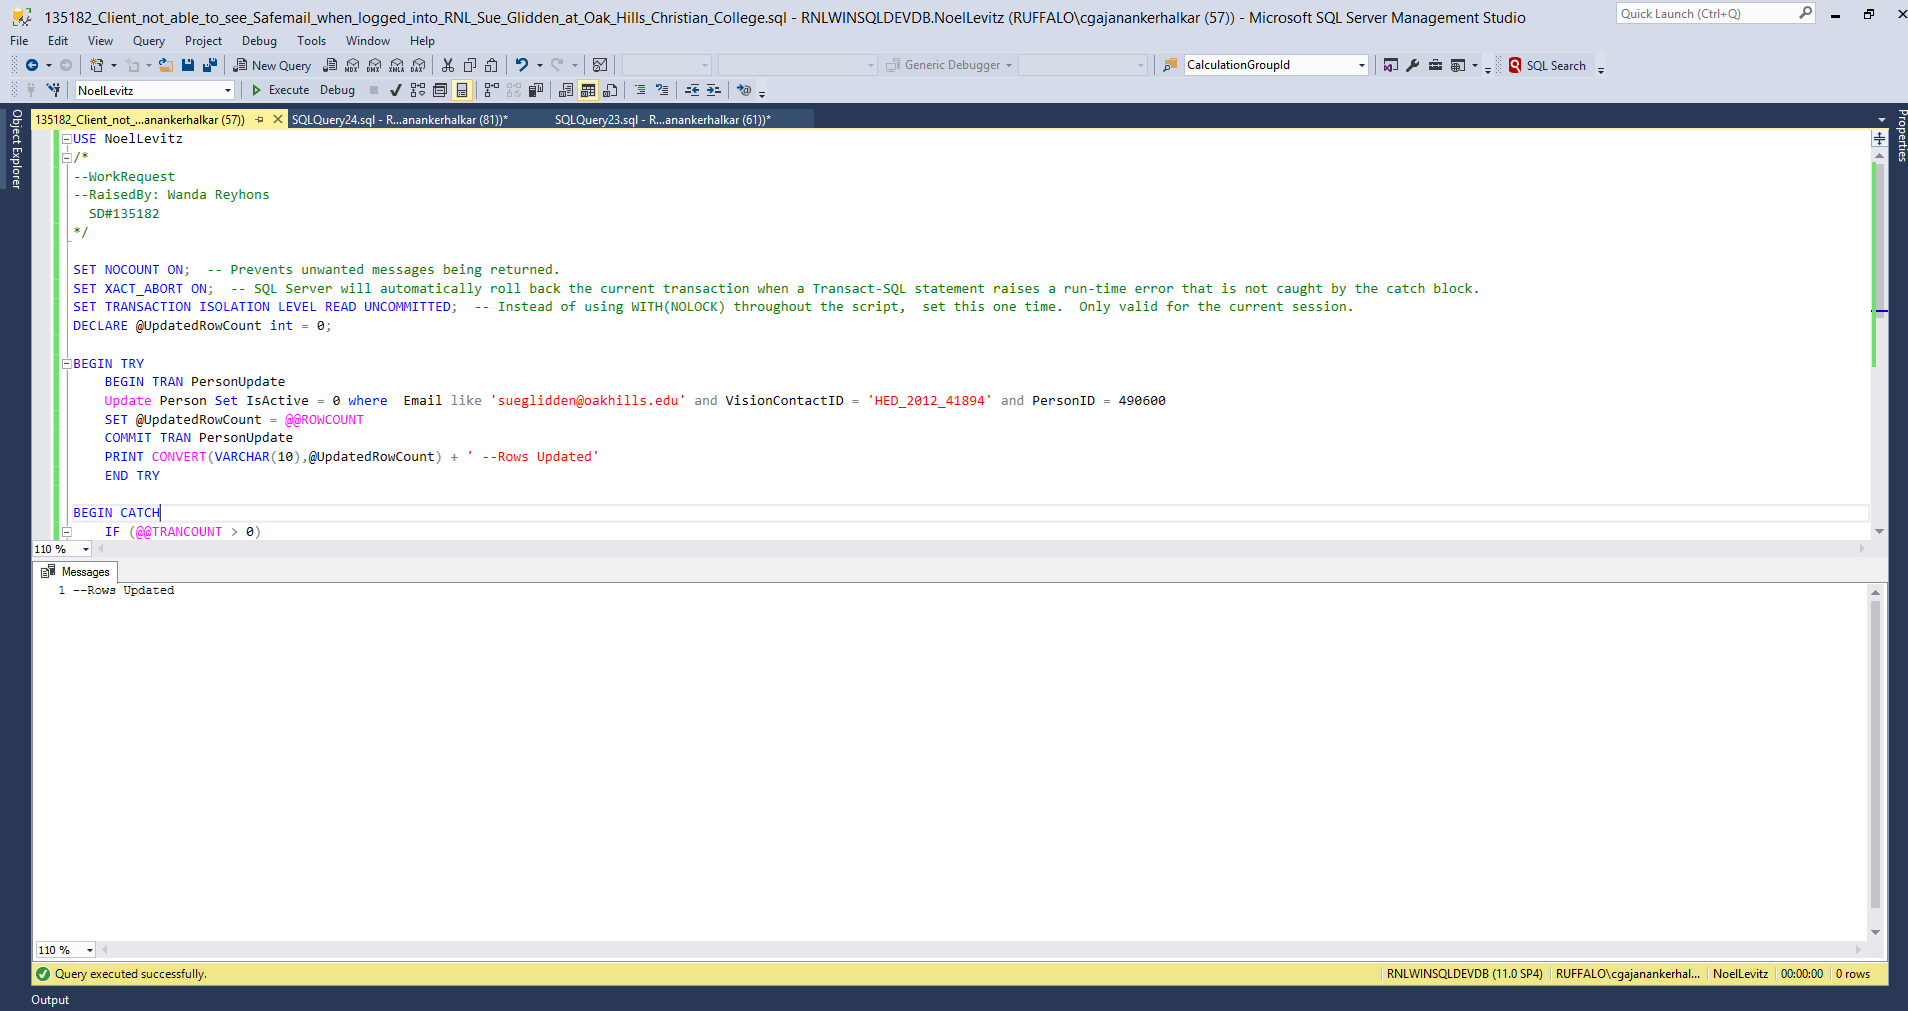 135182_Client_not_able_to_see_Safemail_when_logged_into_RNL_Sue_Glidden_at_Oak_Hills_Christian_College.sql - RNLWINSQLDEVDB.NoelLevitz (RUFFALO\cgajanankerhalkar (57)) - Microsoft SQL Server Management Studio
Quick Launch (Ctrl+Q)
File Edit View Query Project Debug Tools Window Help
New Query MDX DMX XMLA DAX Generic Debugger CalculationGroupId SQL Search
NoelLevitz Execute Debug
135182_Client_not_...anankerhalkar (57)) SQLQuery24.sql - R...anankerhalkar (81))* SQLQuery23.sql - R...anankerhalkar (61))*
Object Explorer
Properties
USE NoelLevitz
/*
--WorkRequest
--RaisedBy: Wanda Reyhons
  SD#135182
*/
SET NOCOUNT ON;  -- Prevents unwanted messages being returned.
SET XACT_ABORT ON;  -- SQL Server will automatically roll back the current transaction when a Transact-SQL statement raises a run-time error that is not caught by the catch block.
SET TRANSACTION ISOLATION LEVEL READ UNCOMMITTED;  -- Instead of using WITH(NOLOCK) throughout the script,  set this one time.  Only valid for the current session.
DECLARE @UpdatedRowCount int = 0;
BEGIN TRY
    BEGIN TRAN PersonUpdate
    Update Person Set IsActive = 0 where  Email like 'sueglidden@oakhills.edu' and VisionContactID = 'HED_2012_41894' and PersonID = 490600
    SET @UpdatedRowCount = @@ROWCOUNT
    COMMIT TRAN PersonUpdate
    PRINT CONVERT(VARCHAR(10),@UpdatedRowCount) + ' --Rows Updated'
    END TRY
BEGIN CATCH
    IF (@@TRANCOUNT > 0)
110 %
Messages
1 --Rows Updated
110 %
Query executed successfully. RNLWINSQLDEVDB (11.0 SP4) RUFFALO\cgajanankerhal... NoelLevitz 00:00:00 0 rows
Output